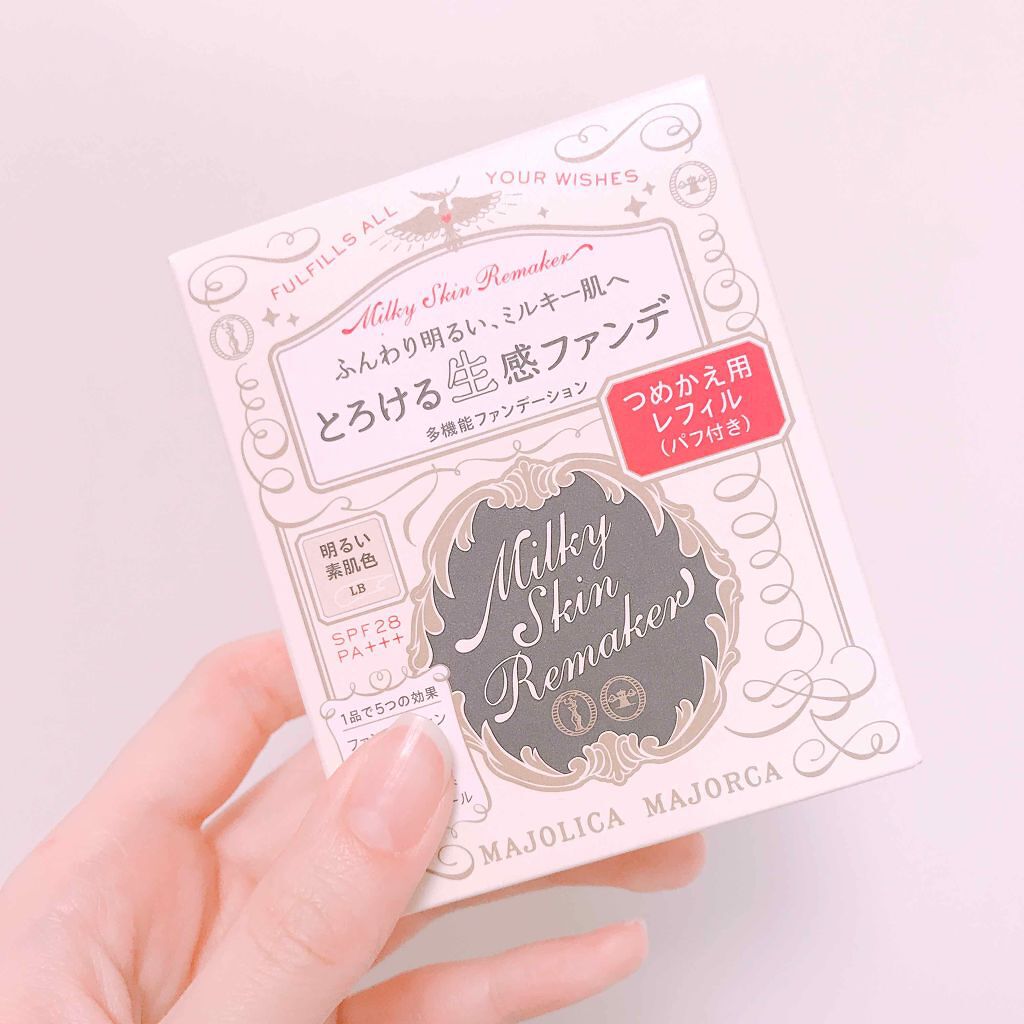 FULFILLS ALL YOUR WISHES
Milky Skin Remaker
ふんわり明るい、ミルキー肌へ
とろける生感ファンデ
多機能ファンデーション
つめかえ用
レフィル
(パフ付き)
明るい
素肌色
LB
SPF28
PA+++
1品で5つの効果
Milky
Skin
Remaker
MAJOLICA MAJORCA